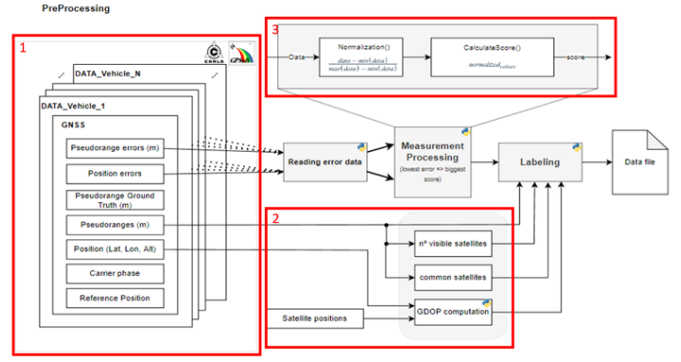 PreProcessing
1
CARLA
DATA_Vehicle_N
DATA_Vehicle_1
GNSS
Pseudorange errors (m)
Position errors
Pseudorange Ground
Truth (m)
Pseudoranges (m)
Position (Lat, Lon, Alt)
Carrier phase
Reference Position
3
Data
Normalization()
data − min(data)
max(data) − min(data)
CalculateScore()
score
Reading error data
Measurement
Processing
(lowest error => biggest
score)
Labeling
Data file
2
nº visible satellites
common satellites
GDOP computation
Satellite positions